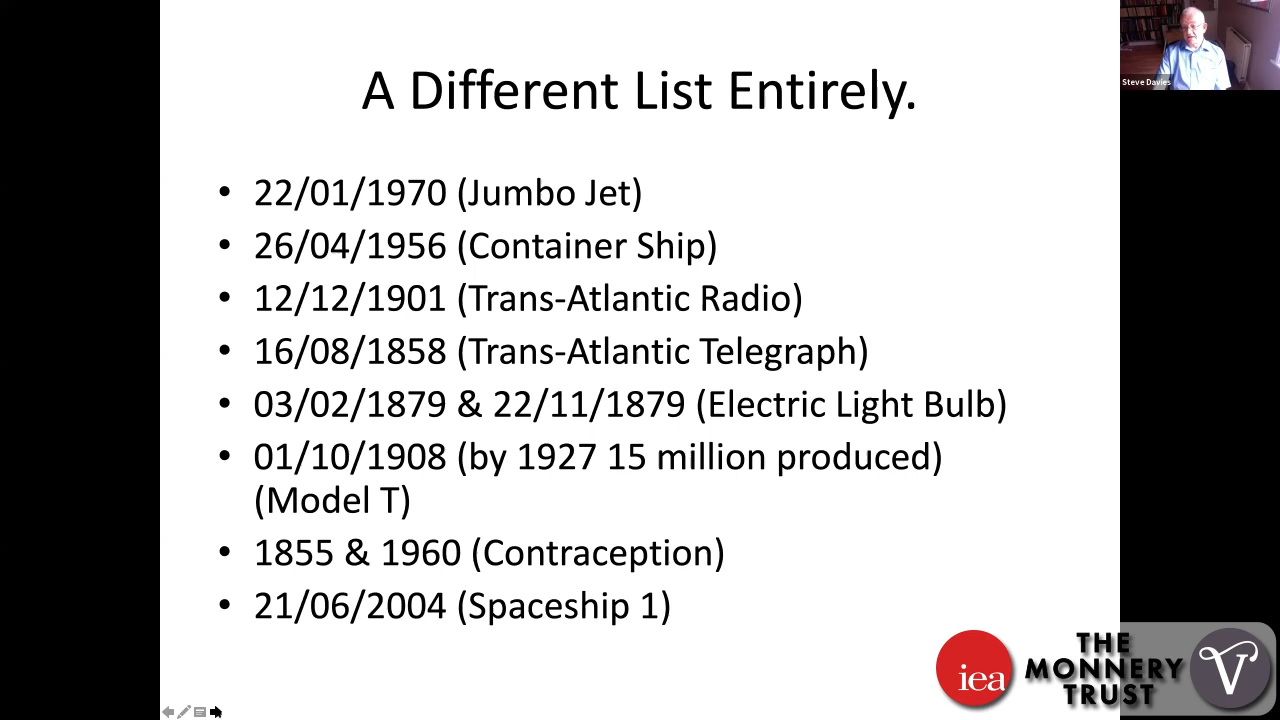 A Different List Entirely.
Steve Davies
• 22/01/1970 (Jumbo Jet)
• 26/04/1956 (Container Ship)
• 12/12/1901 (Trans-Atlantic Radio)
• 16/08/1858 (Trans-Atlantic Telegraph)
• 03/02/1879 & 22/11/1879 (Electric Light Bulb)
• 01/10/1908 (by 1927 15 million produced)
(Model T)
• 1855 & 1960 (Contraception)
• 21/06/2004 (Spaceship 1)
iea
THE
MONNERY
TRUST
V